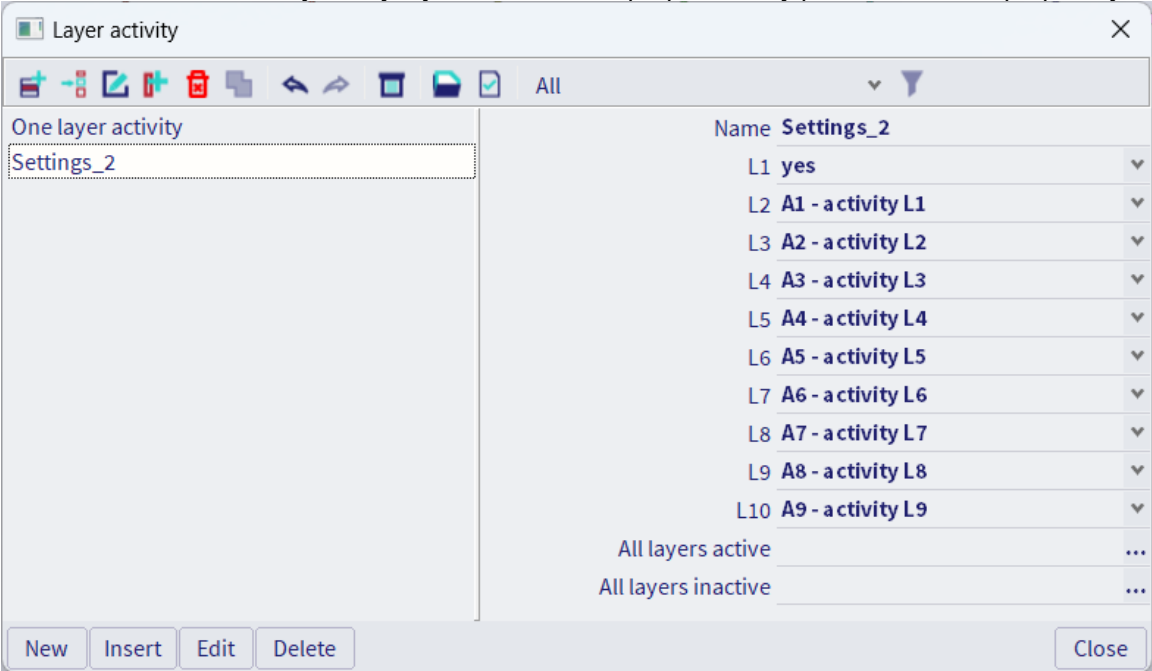 Layer activity
All
One layer activity
Settings_2
Name Settings_2
L1 yes
L2 A1 - activity L1
L3 A2 - activity L2
L4 A3 - activity L3
L5 A4 - activity L4
L6 A5 - activity L5
L7 A6 - activity L6
L8 A7 - activity L7
L9 A8 - activity L8
L10 A9 - activity L9
All layers active ...
All layers inactive ...
New Insert Edit Delete Close